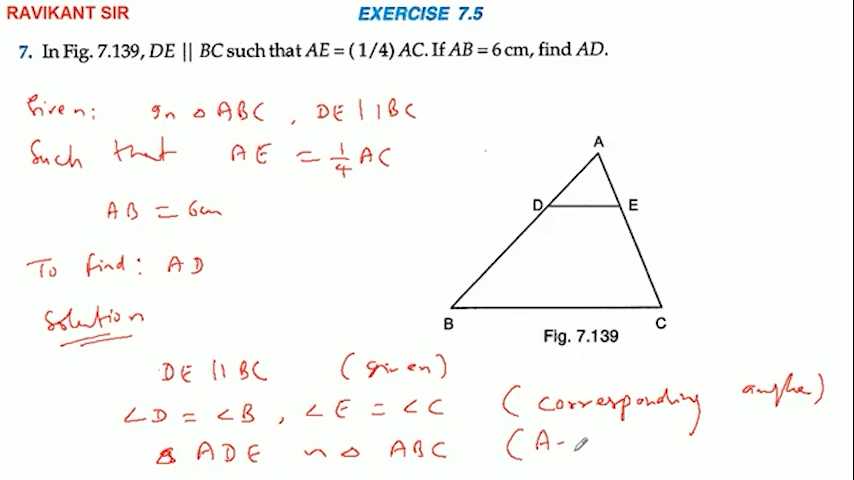 RAVIKANT SIR
EXERCISE 7.5
7. In Fig. 7.139, DE || BC such that AE = (1/4) AC. If AB = 6 cm, find AD.
Given: In △ ABC, DE || BC
Such that AE = 1/4 AC
AB = 6cm
To find: AD
Solution
DE || BC (given)
∠D = ∠B, ∠E = ∠C (corresponding angles)
△ ADE ~ △ ABC (A-
A
D
E
B
C
Fig. 7.139